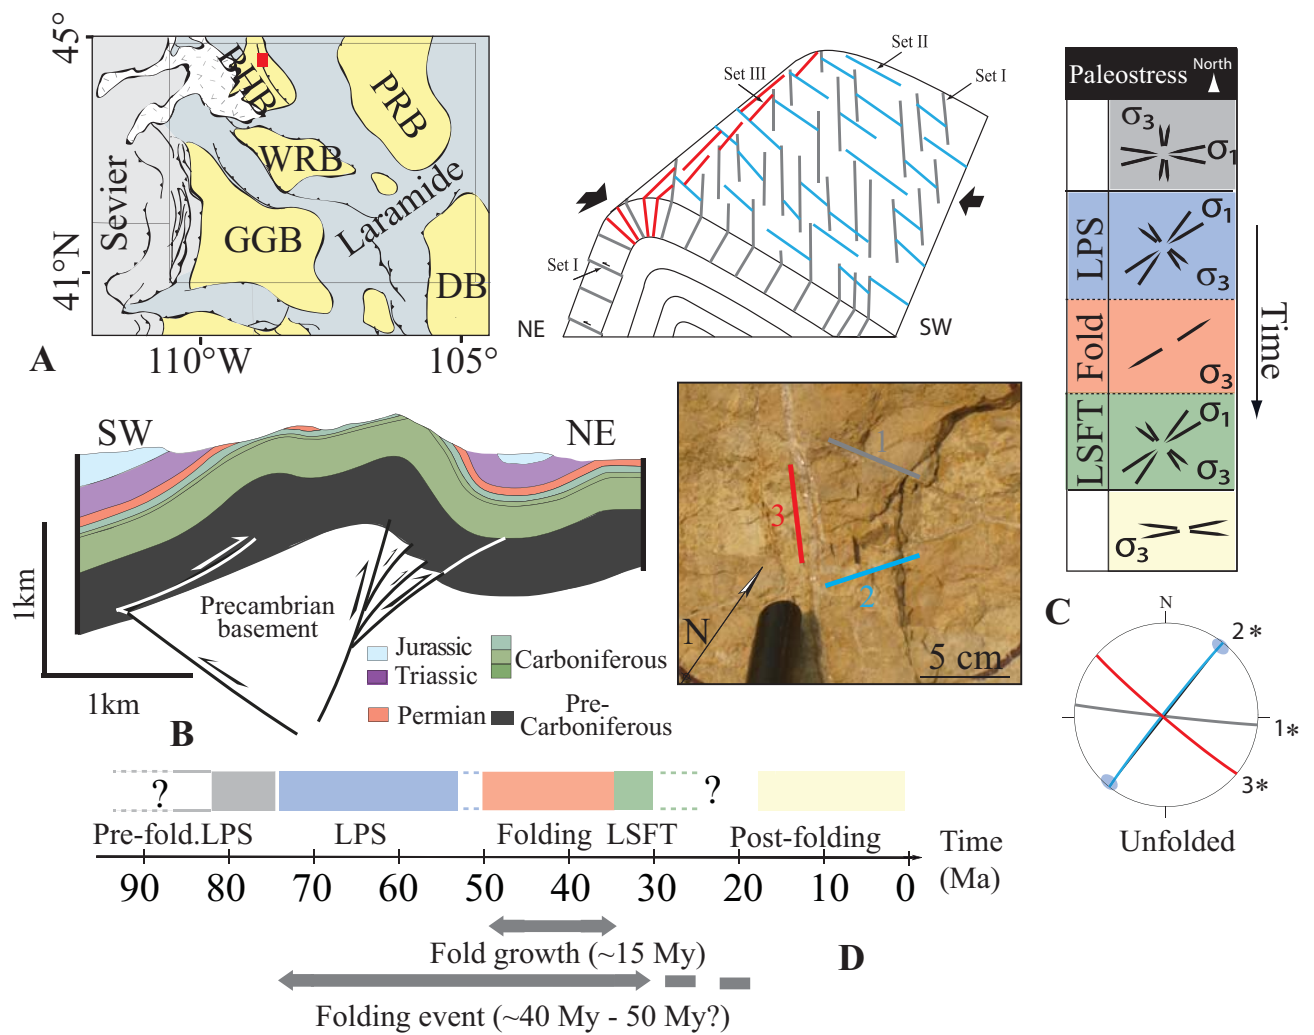 45°
41°N
Sevier
BHB
PRB
WRB
GGB
Laramide
DB
110°W
105°
A
Set II
Set I
Set III
Set I
NE
SW
Paleostress
North
σ3
σ1
LPS
σ1
σ3
Fold
σ3
LSFT
σ1
σ3
σ3
Time
C
SW
NE
1km
1km
Precambrian
basement
Jurassic
Triassic
Permian
Carboniferous
Pre-
Carboniferous
B
1
3
2
N
5 cm
N
2*
1*
3*
Unfolded
?
?
Pre-fold.LPS
LPS
Folding
LSFT
Post-folding
Time
(Ma)
90
80
70
60
50
40
30
20
10
0
Fold growth (~15 My)
D
Folding event (~40 My - 50 My?)